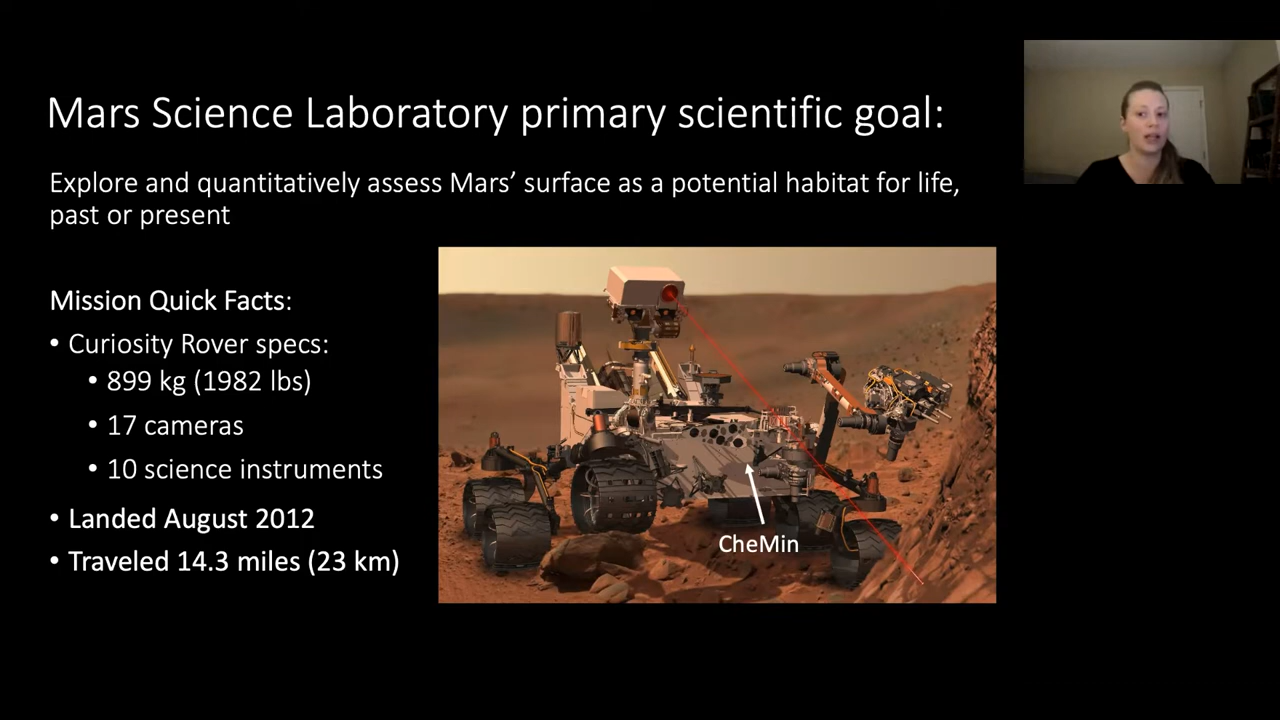 Mars Science Laboratory primary scientific goal:
Explore and quantitatively assess Mars’ surface as a potential habitat for life,
past or present
Mission Quick Facts:
• Curiosity Rover specs:
• 899 kg (1982 lbs)
• 17 cameras
• 10 science instruments
• Landed August 2012
• Traveled 14.3 miles (23 km)
CheMin